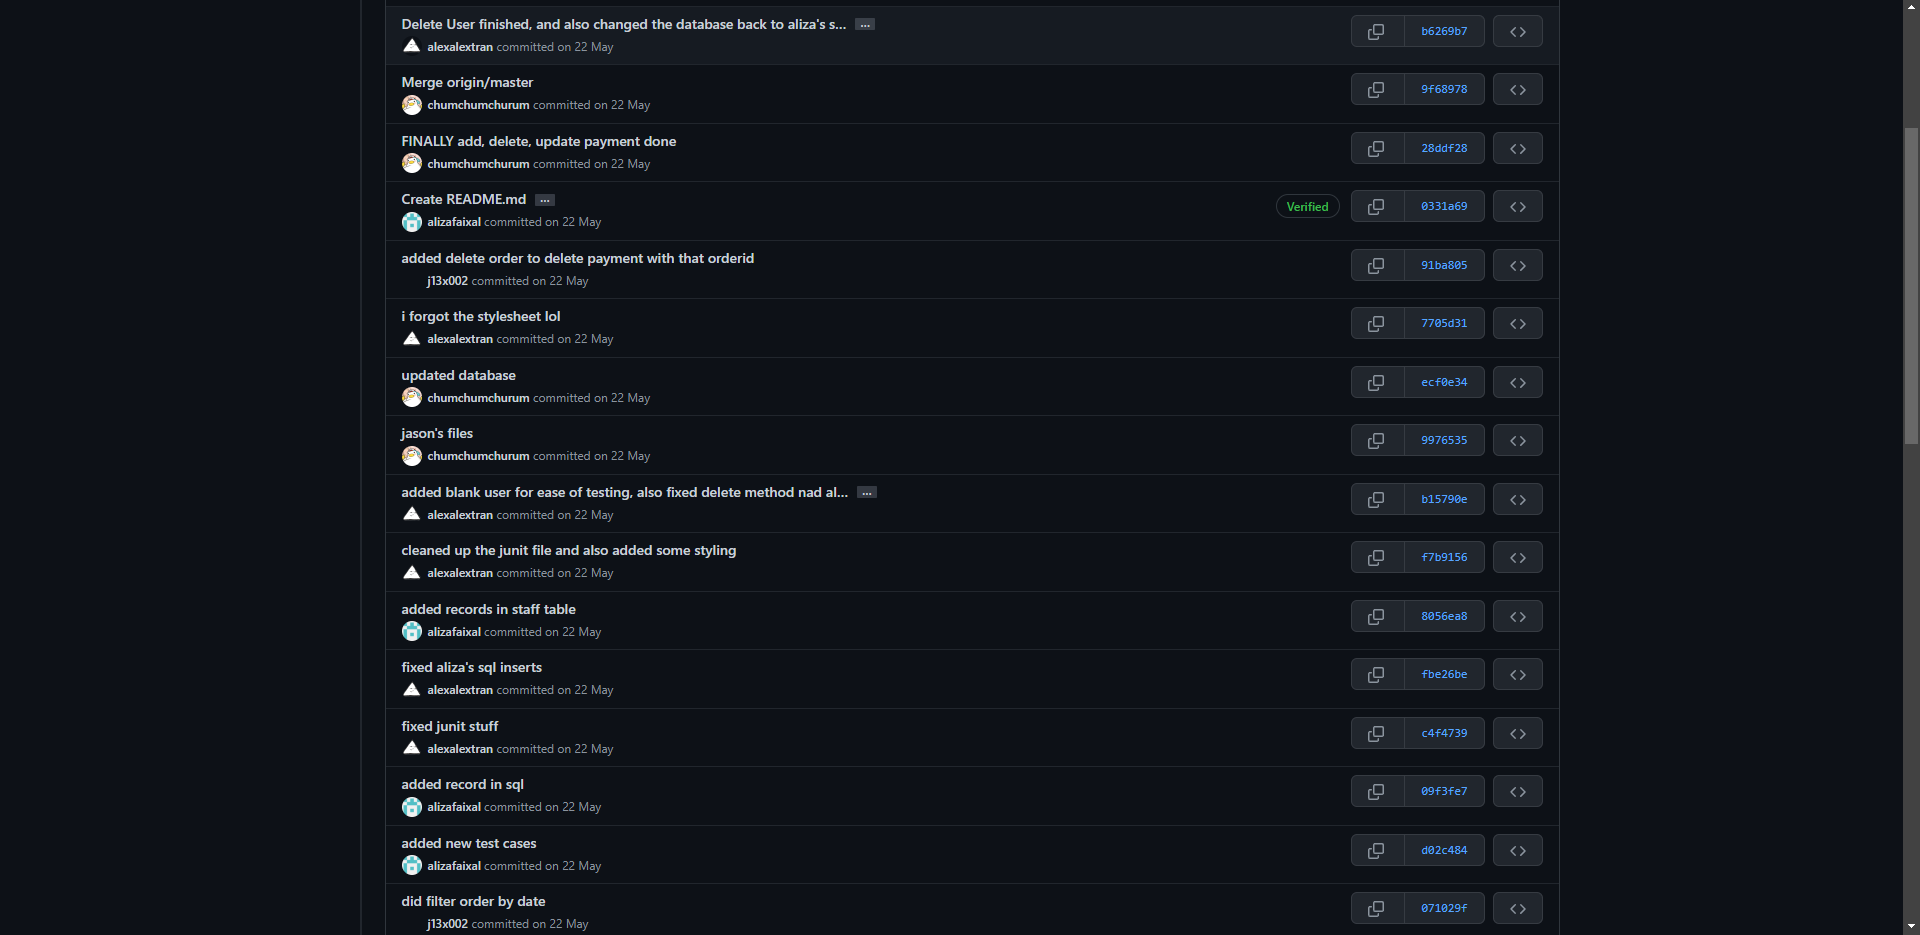 Delete User finished, and also changed the database back to aliza's s... ...
alexalextran committed on 22 May
b6269b7
Merge origin/master
chumchumchurum committed on 22 May
9f68978
FINALLY add, delete, update payment done
chumchumchurum committed on 22 May
28ddf28
Create README.md ...
alizafaixal committed on 22 May
Verified
0331a69
added delete order to delete payment with that orderid
j13x002 committed on 22 May
91ba805
i forgot the stylesheet lol
alexalextran committed on 22 May
7705d31
updated database
chumchumchurum committed on 22 May
ecf0e34
jason's files
chumchumchurum committed on 22 May
9976535
added blank user for ease of testing, also fixed delete method nad al... ...
alexalextran committed on 22 May
b15790e
cleaned up the junit file and also added some styling
alexalextran committed on 22 May
f7b9156
added records in staff table
alizafaixal committed on 22 May
8056ea8
fixed aliza's sql inserts
alexalextran committed on 22 May
fbe26be
fixed junit stuff
alexalextran committed on 22 May
c4f4739
added record in sql
alizafaixal committed on 22 May
09f3fe7
added new test cases
alizafaixal committed on 22 May
d02c484
did filter order by date
j13x002 committed on 22 May
071029f